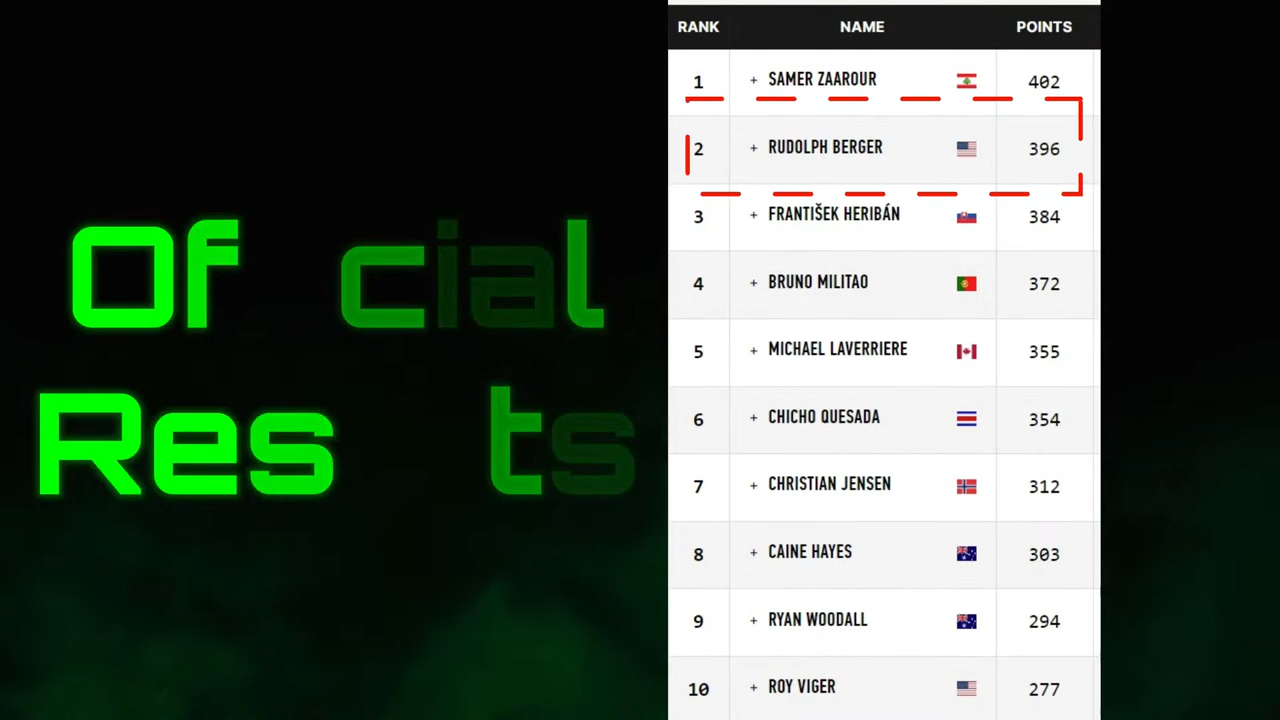 Of cial
Res ts
RANK NAME POINTS
1 + SAMER ZAAROUR 402
2 + RUDOLPH BERGER 396
3 + FRANTIŠEK HERIBÁN 384
4 + BRUNO MILITAO 372
5 + MICHAEL LAVERRIERE 355
6 + CHICHO QUESADA 354
7 + CHRISTIAN JENSEN 312
8 + CAINE HAYES 303
9 + RYAN WOODALL 294
10 + ROY VIGER 277